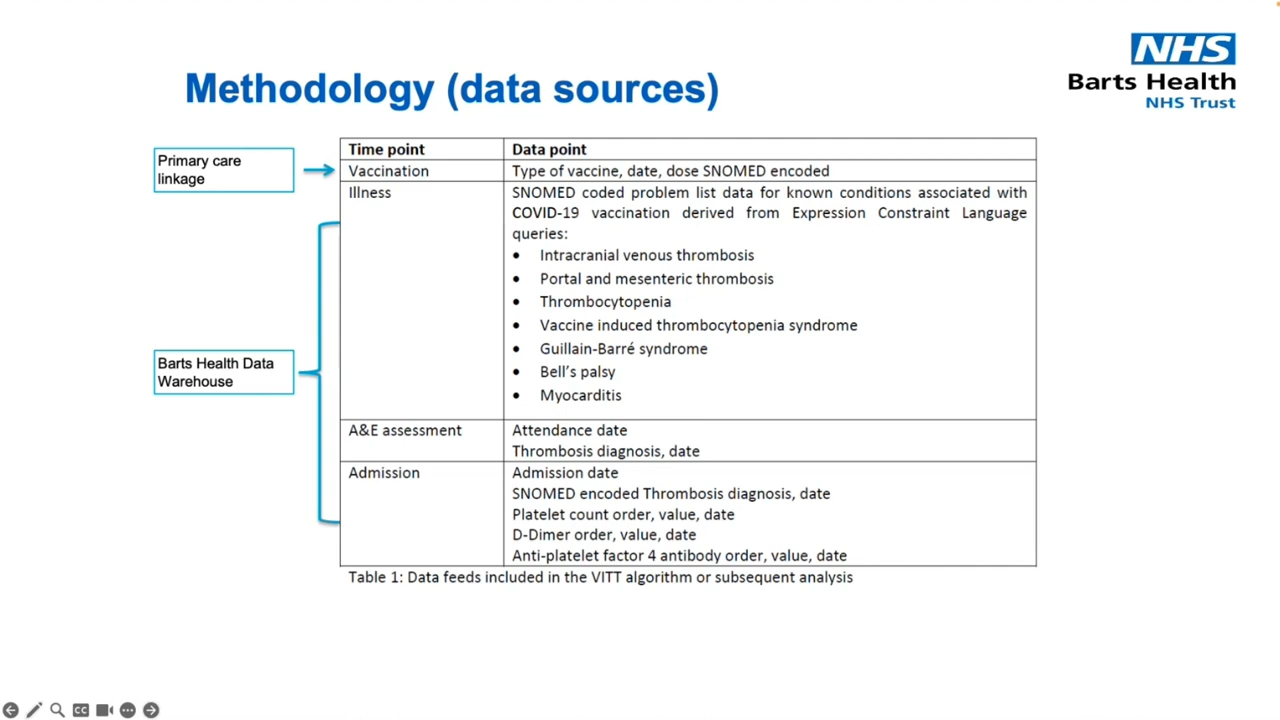 NHS
Barts Health
NHS Trust
Methodology (data sources)
Primary care
linkage
Time point Data point
Vaccination Type of vaccine, date, dose SNOMED encoded
Illness SNOMED coded problem list data for known conditions associated with
COVID-19 vaccination derived from Expression Constraint Language
queries:
• Intracranial venous thrombosis
• Portal and mesenteric thrombosis
• Thrombocytopenia
• Vaccine induced thrombocytopenia syndrome
• Guillain-Barré syndrome
• Bell’s palsy
• Myocarditis
Barts Health Data
Warehouse
A&E assessment Attendance date
Thrombosis diagnosis, date
Admission Admission date
SNOMED encoded Thrombosis diagnosis, date
Platelet count order, value, date
D-Dimer order, value, date
Anti-platelet factor 4 antibody order, value, date
Table 1: Data feeds included in the VITT algorithm or subsequent analysis
CC